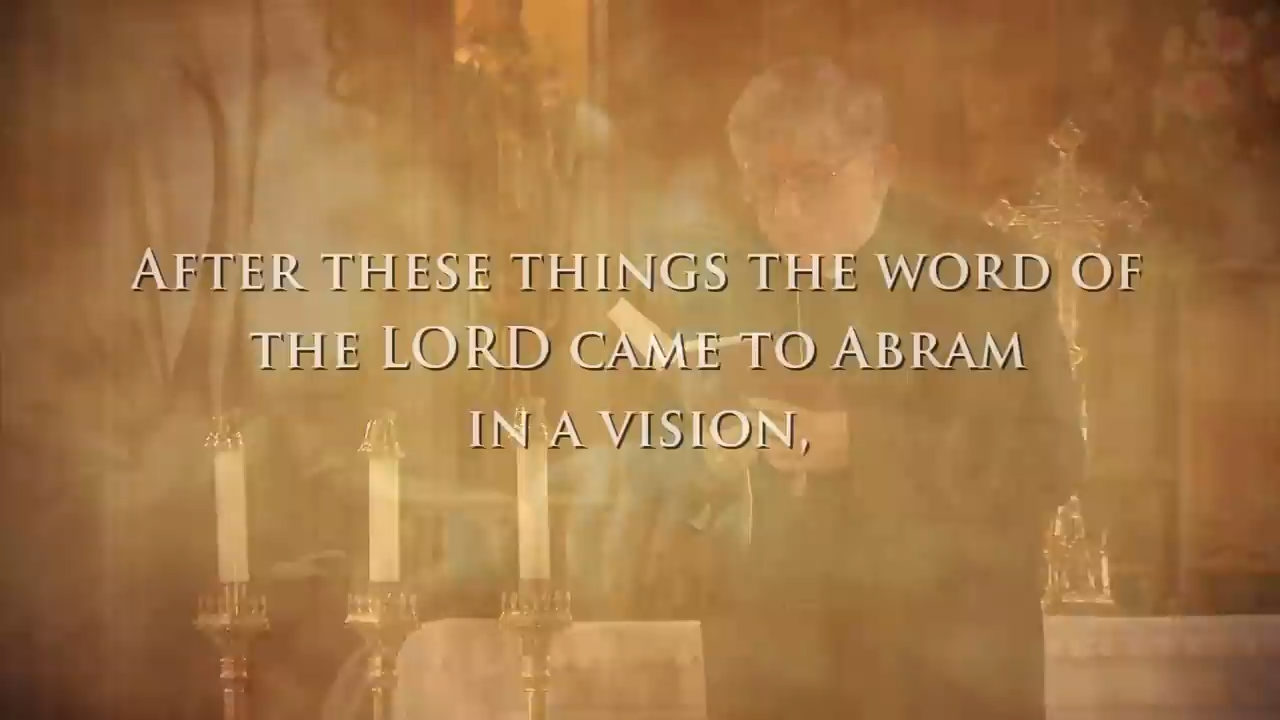 After these things the word of
the LORD came to Abram
in a vision,